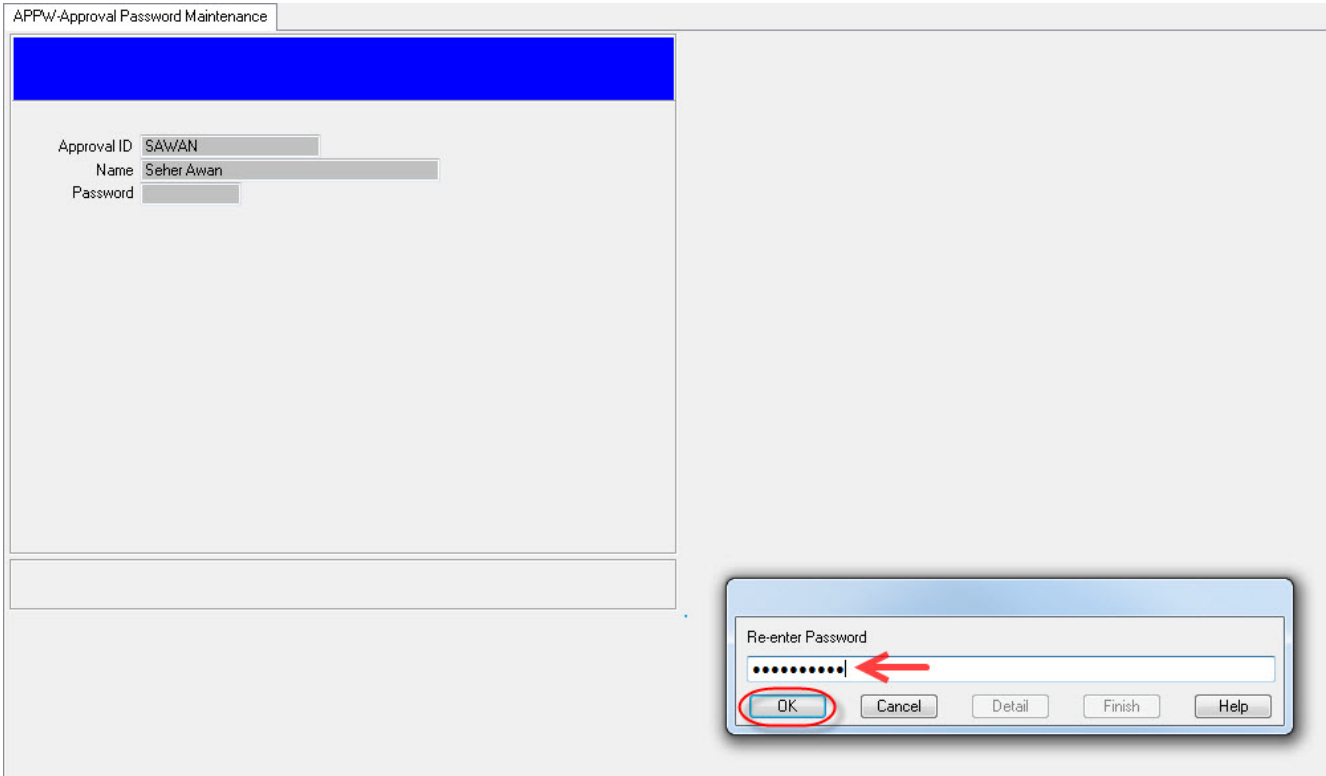 APPW-Approval Password Maintenance
Approval ID SAWAN
Name Seher Awan
Password
Re-enter Password
••••••••••
OK Cancel Detail Finish Help